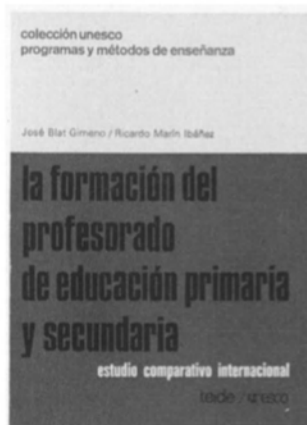 colección unesco
programas y métodos de enseñanza
José Blat Gimeno / Ricardo Marín Ibáñez
la formación del
profesorado
de educación primaria
y secundaria
estudio comparativo internacional
teide / unesco